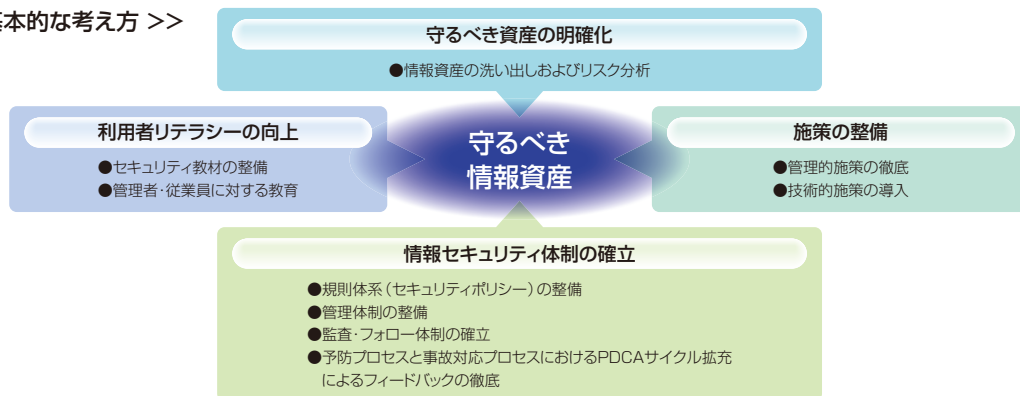 本的な考え方 >>
守るべき資産の明確化
●情報資産の洗い出しおよびリスク分析
利用者リテラシーの向上
●セキュリティ教材の整備
●管理者・従業員に対する教育
守るべき
情報資産
施策の整備
●管理的施策の徹底
●技術的施策の導入
情報セキュリティ体制の確立
●規則体系（セキュリティポリシー）の整備
●管理体制の整備
●監査・フォロー体制の確立
●予防プロセスと事故対応プロセスにおけるPDCAサイクル拡充
によるフィードバックの徹底